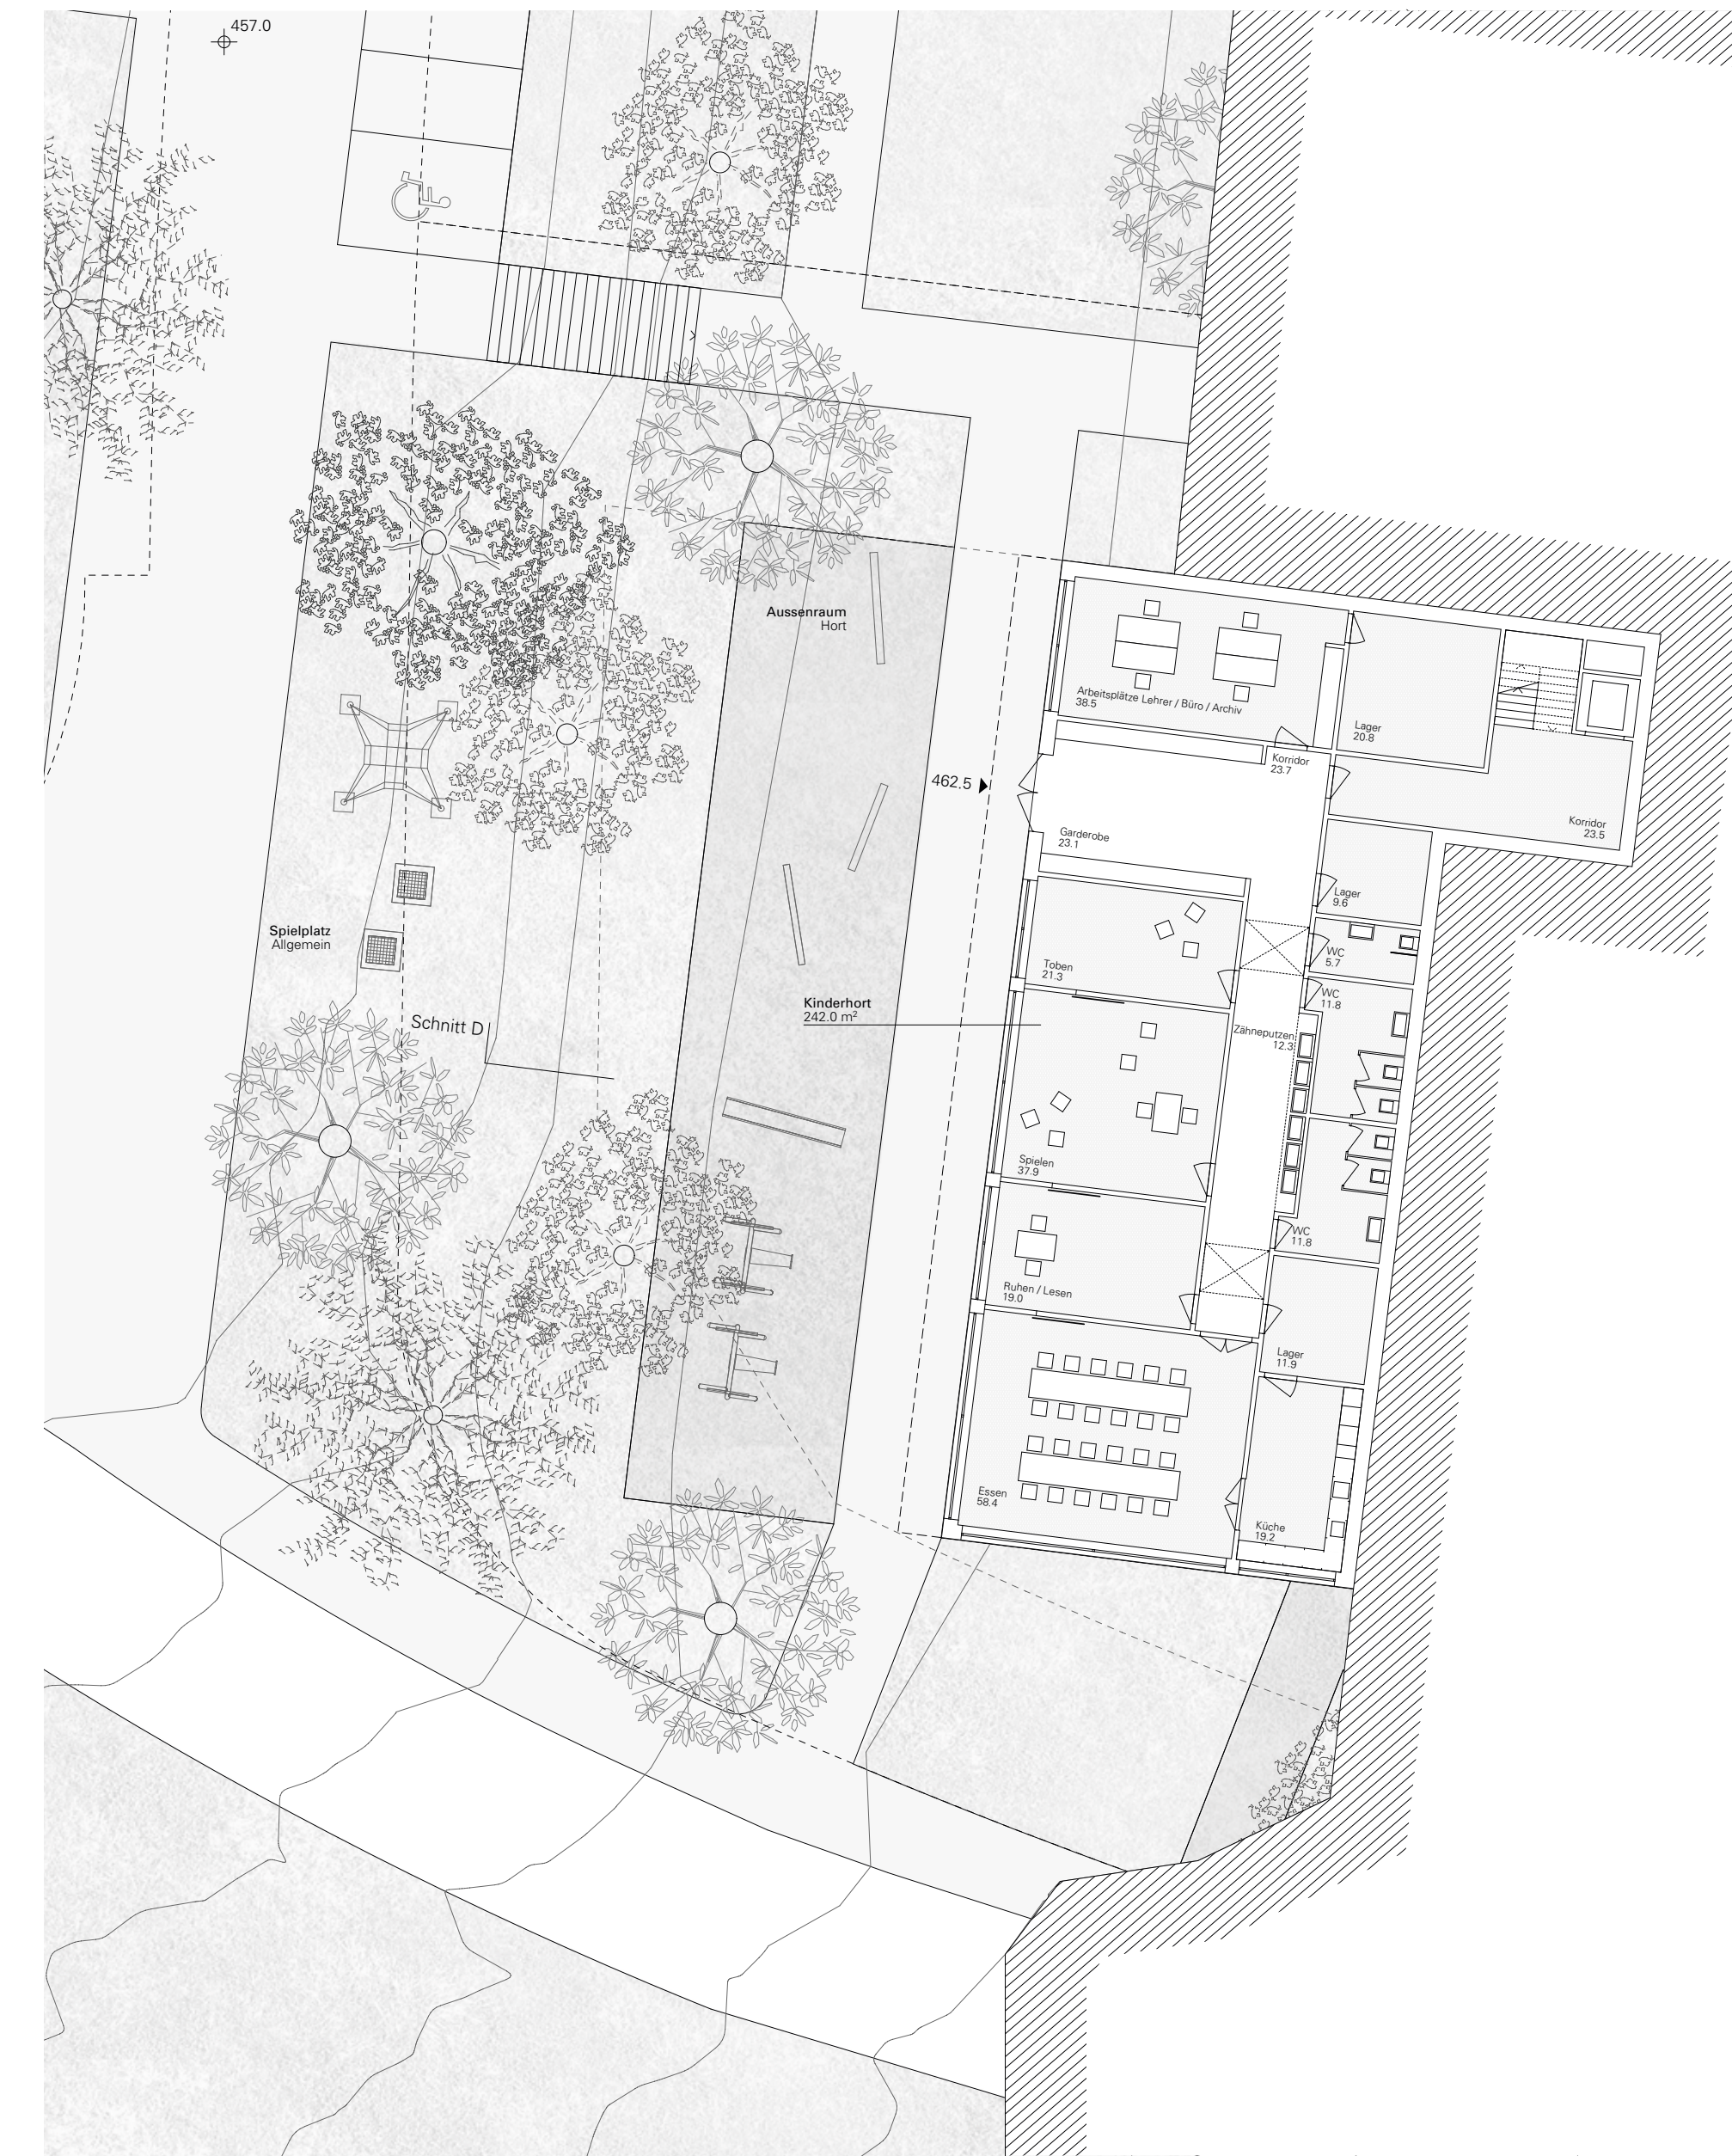 457.0
Aussenraum
Hort
Arbeitsplätze Lehrer / Büro / Archiv
38.5
Lager
20.8
Korridor
23.7
462.5
Korridor
23.5
Garderobe
23.1
Lager
9.6
Spielplatz
Allgemein
WC
5.7
Toben
21.3
WC
11.8
Kinderhort
242.0 m²
Schnitt D
Zähneputzen
12.3
Spielen
37.9
WC
11.8
Ruhen / Lesen
19.0
Lager
11.9
Essen
58.4
Küche
19.2